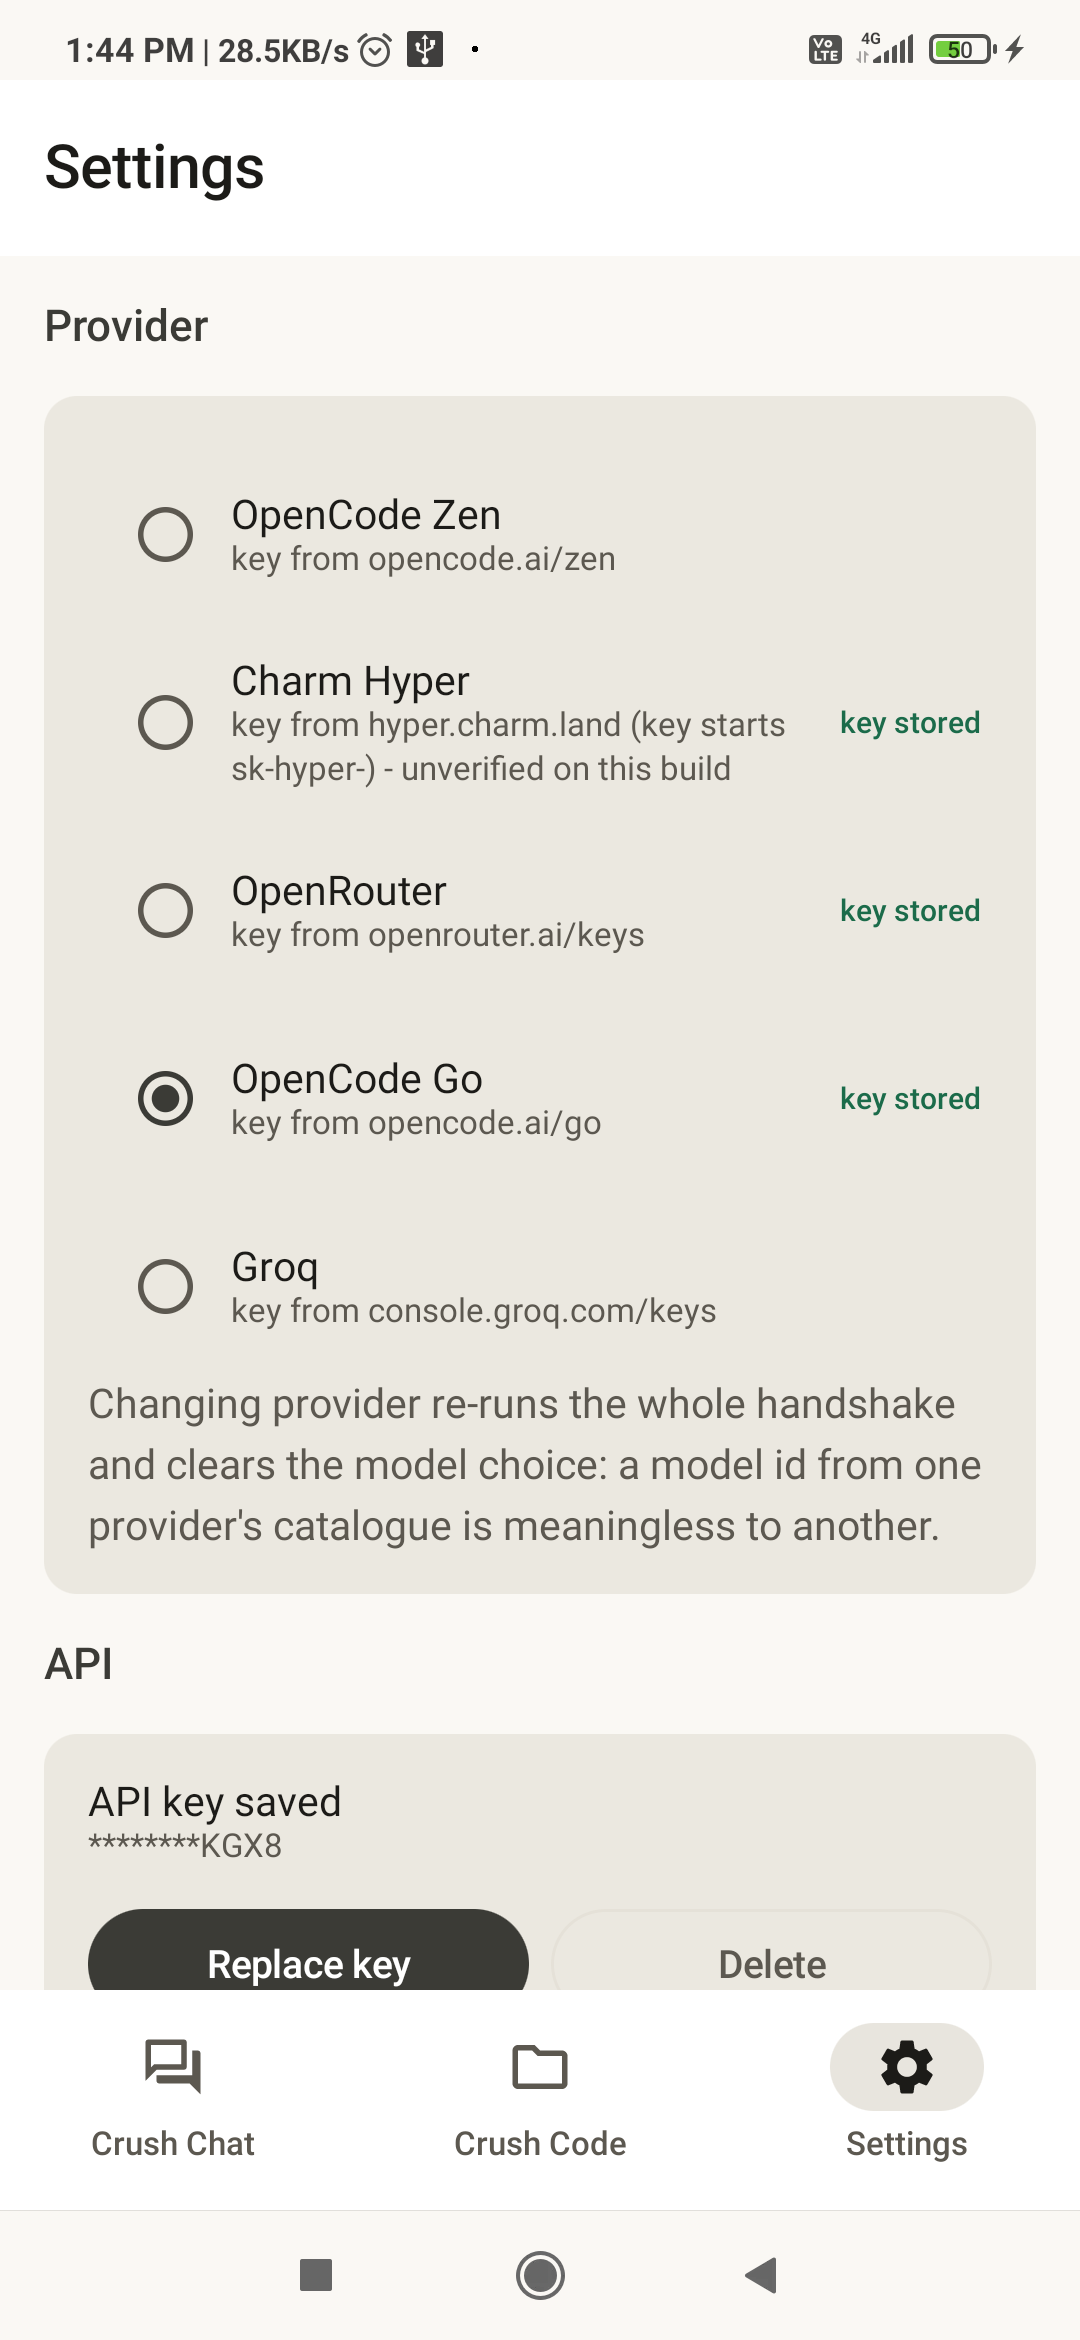 1:44 PM | 28.5KB/s
Vo LTE
4G
50
Settings
Provider
OpenCode Zen
key from opencode.ai/zen
Charm Hyper
key from hyper.charm.land (key starts
sk-hyper-) - unverified on this build
key stored
OpenRouter
key from openrouter.ai/keys
key stored
OpenCode Go
key from opencode.ai/go
key stored
Groq
key from console.groq.com/keys
Changing provider re-runs the whole handshake
and clears the model choice: a model id from one
provider's catalogue is meaningless to another.
API
API key saved
********KGX8
Replace key
Delete
Crush Chat
Crush Code
Settings